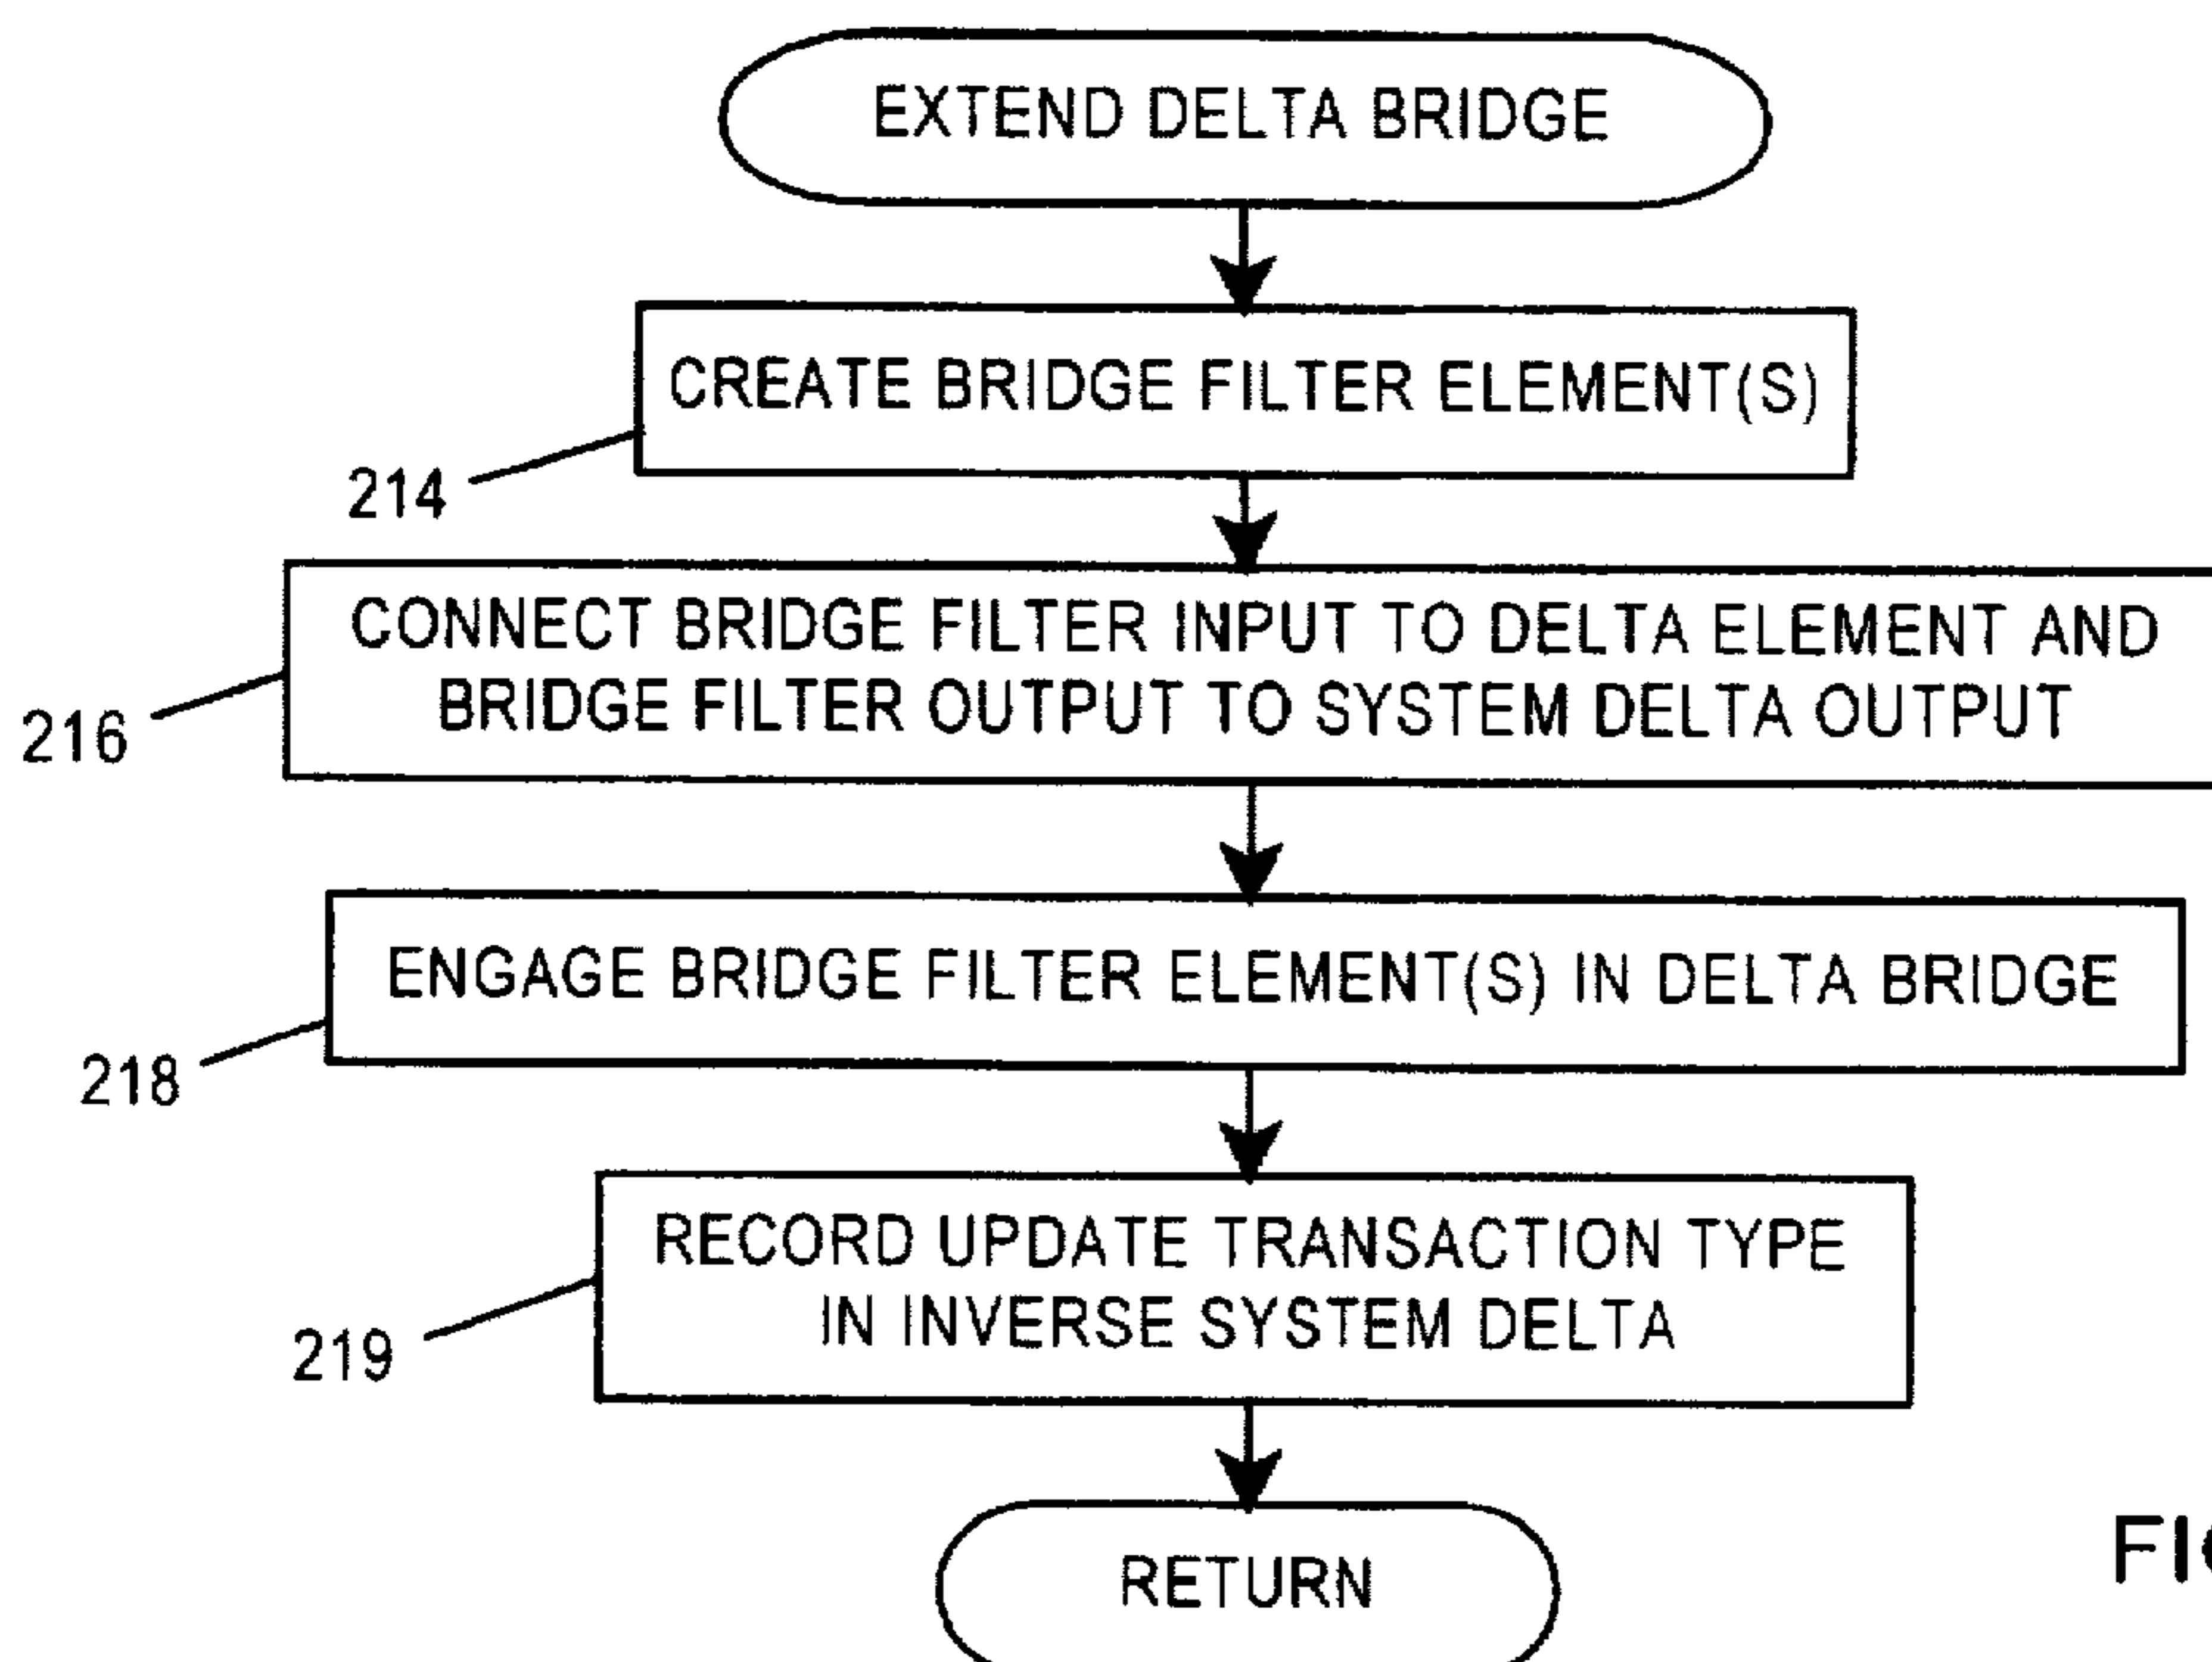 EXTEND DELTA BRIDGE
CREATE BRIDGE FILTER ELEMENT(S)
214
CONNECT BRIDGE FILTER INPUT TO DELTA ELEMENT AND
BRIDGE FILTER OUTPUT TO SYSTEM DELTA OUTPUT
216
ENGAGE BRIDGE FILTER ELEMENT(S) IN DELTA BRIDGE
218
RECORD UPDATE TRANSACTION TYPE
IN INVERSE SYSTEM DELTA
219
RETURN